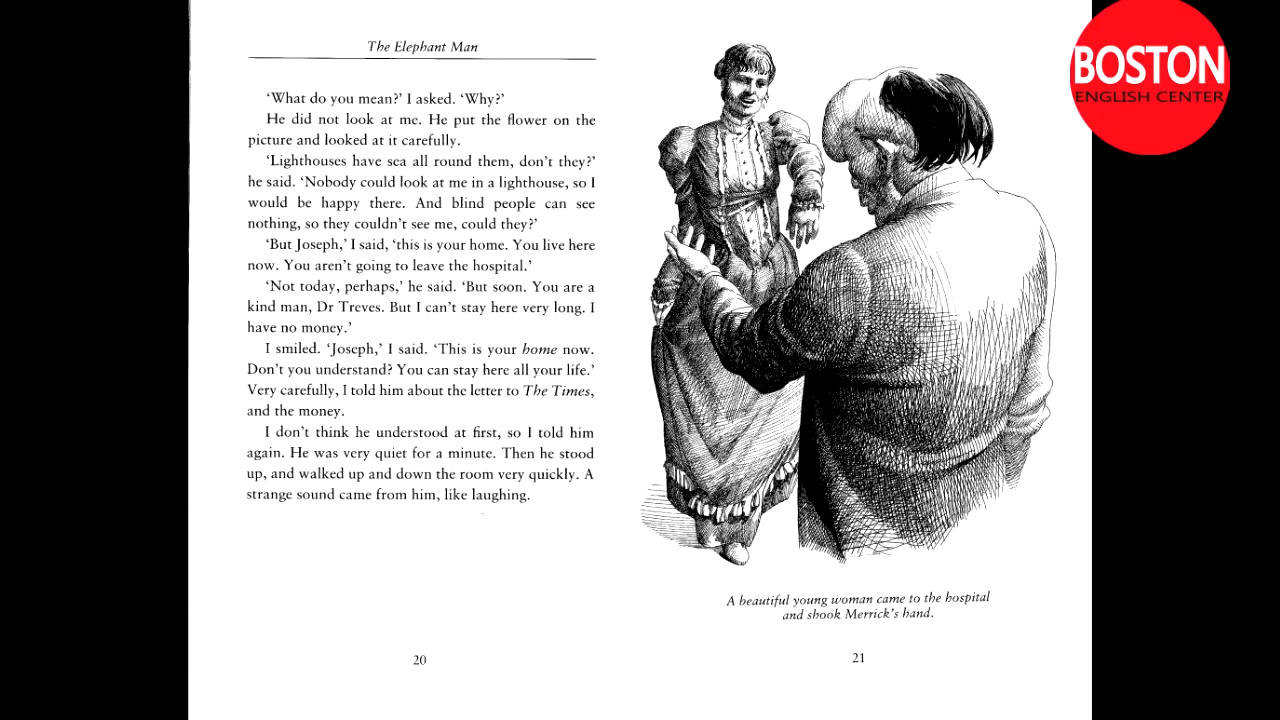 The Elephant Man
‘What do you mean?’ I asked. ‘Why?’
He did not look at me. He put the flower on the
picture and looked at it carefully.
‘Lighthouses have sea all round them, don’t they?’
he said. ‘Nobody could look at me in a lighthouse, so I
would be happy there. And blind people can see
nothing, so they couldn’t see me, could they?’
‘But Joseph,’ I said, ‘this is your home. You live here
now. You aren’t going to leave the hospital.’
‘Not today, perhaps,’ he said. ‘But soon. You are a
kind man, Dr Treves. But I can’t stay here very long. I
have no money.’
I smiled. ‘Joseph,’ I said. ‘This is your home now.
Don’t you understand? You can stay here all your life.’
Very carefully, I told him about the letter to The Times,
and the money.
I don’t think he understood at first, so I told him
again. He was very quiet for a minute. Then he stood
up, and walked up and down the room very quickly. A
strange sound came from him, like laughing.
20
A beautiful young woman came to the hospital
and shook Merrick’s hand.
21
BOSTON
ENGLISH CENTER